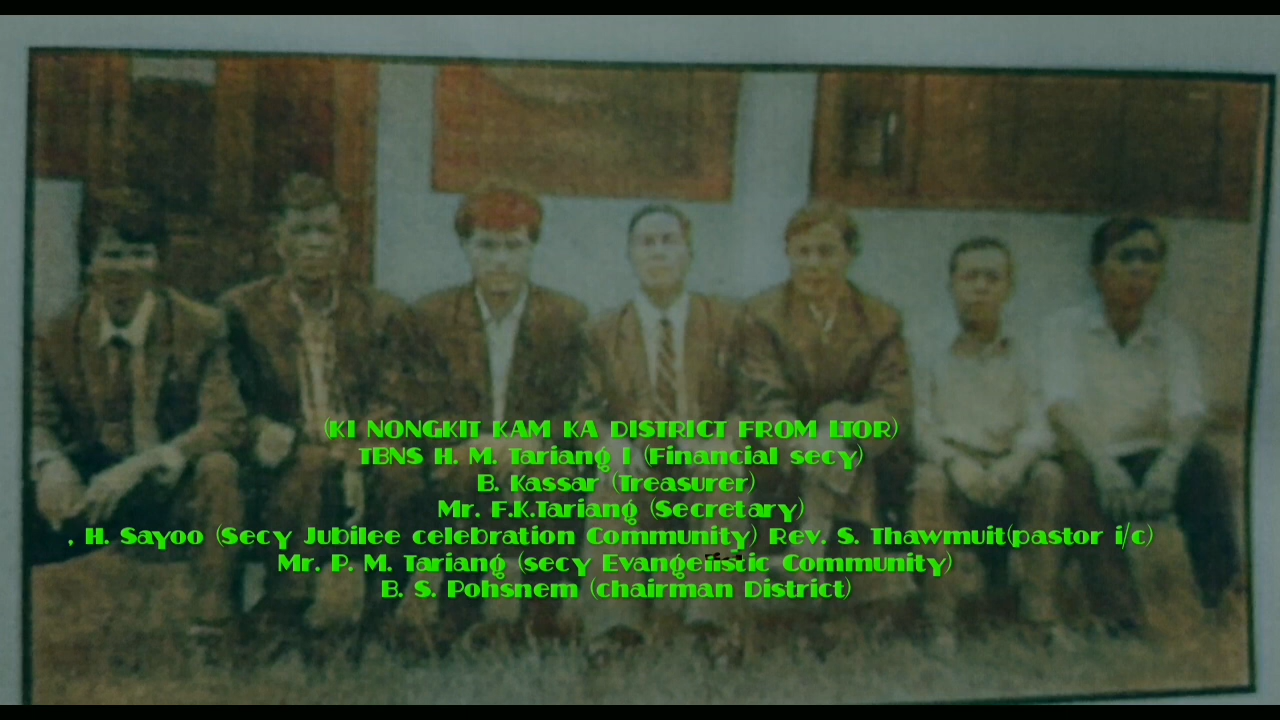 (KI NONGKIT KAM KA DISTRICT FROM LTOR)
TBNS H. M. Tariang 1 (Financial secy)
B. Kassar (Treasurer)
Mr. F.K.Tariang (Secretary)
, H. Sayoo (Secy Jubilee celebration Community) Rev. S. Thawmuit(pastor i/c)
Mr. P. M. Tariang (secy Evangelistic Community)
B. S. Pohsnem (chairman District)